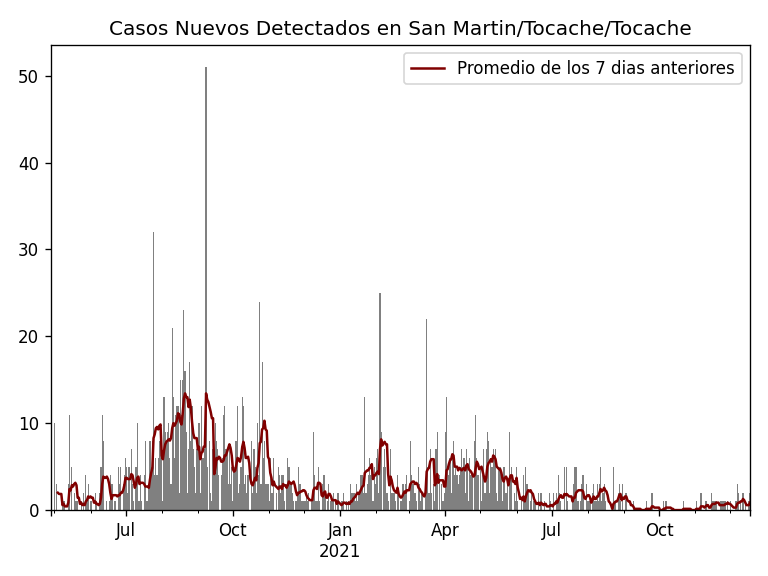 Casos Nuevos Detectados en San Martin/Tocache/Tocache
Promedio de los 7 dias anteriores
50
40
30
20
10
0
Jul
Oct
Jan
Apr
Jul
Oct
2021